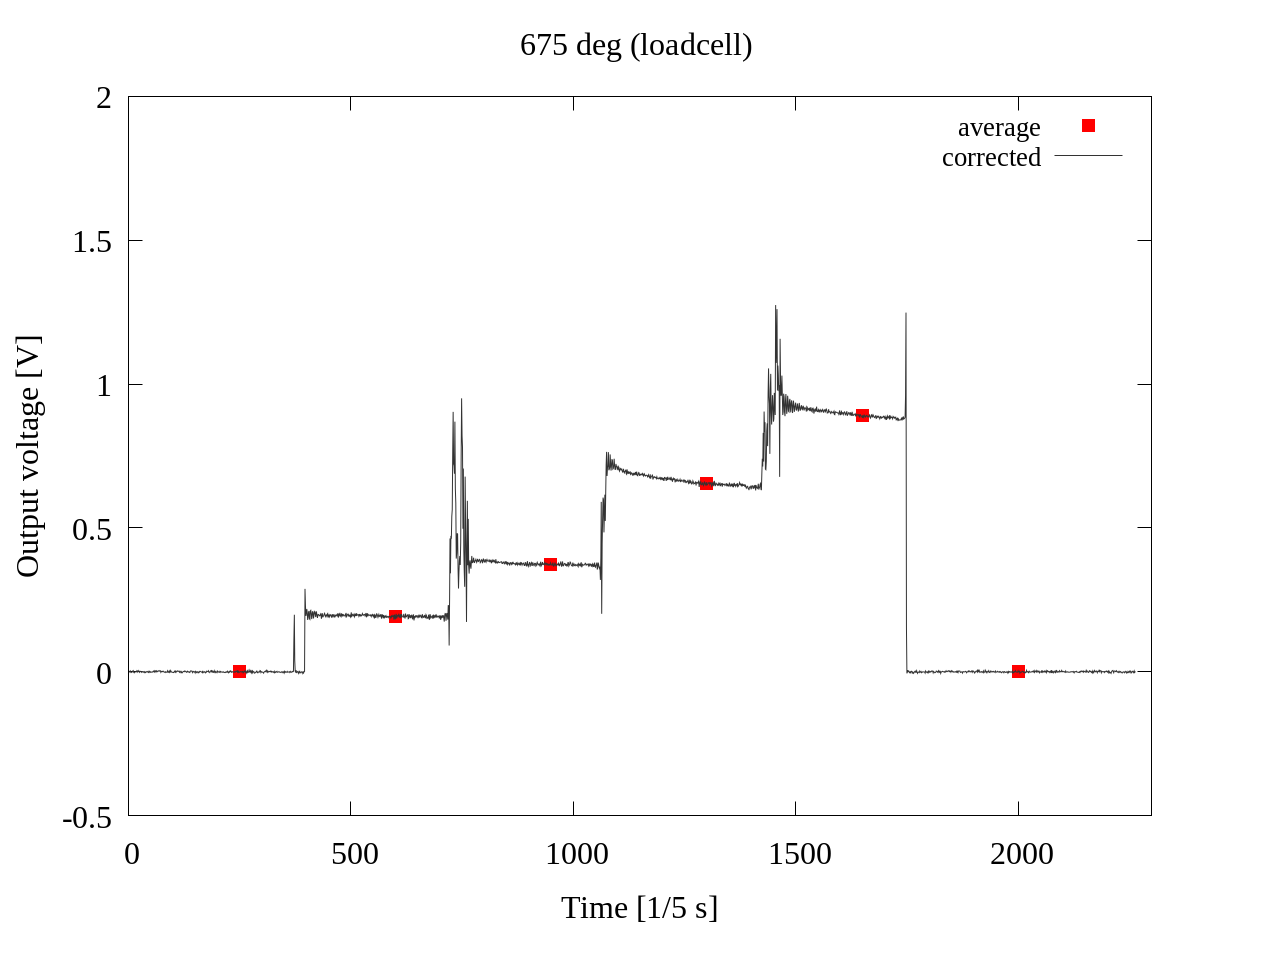 675 deg (loadcell)
2
1.5
1
0.5
0
-0.5
Output voltage [V]
average
corrected
0 500 1000 1500 2000
Time [1/5 s]